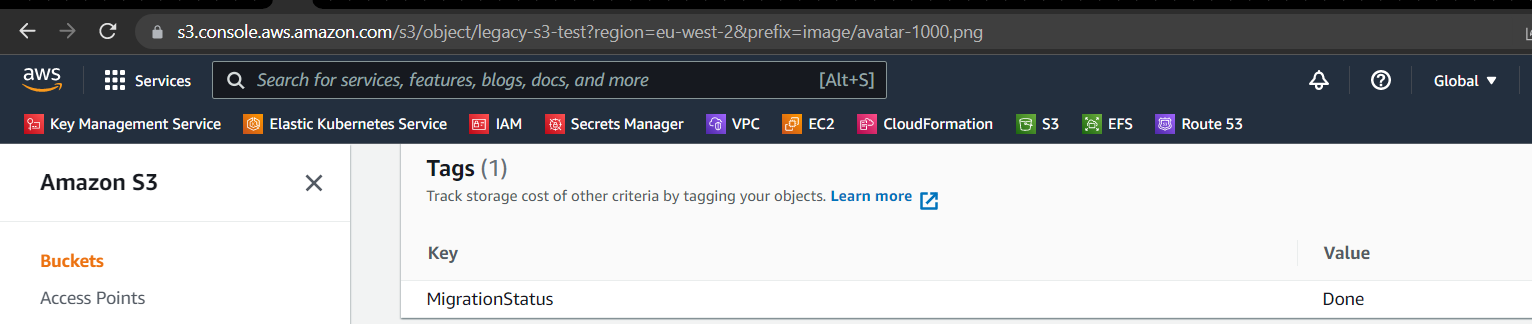 s3.console.aws.amazon.com/s3/object/legacy-s3-test?region=eu-west-2&prefix=image/avatar-1000.png
aws Services Search for services, features, blogs, docs, and more [Alt+S] Global
Key Management Service Elastic Kubernetes Service IAM Secrets Manager VPC EC2 CloudFormation S3 EFS Route 53
Amazon S3
Buckets
Access Points
Tags (1)
Track storage cost of other criteria by tagging your objects. Learn more
Key Value
MigrationStatus Done